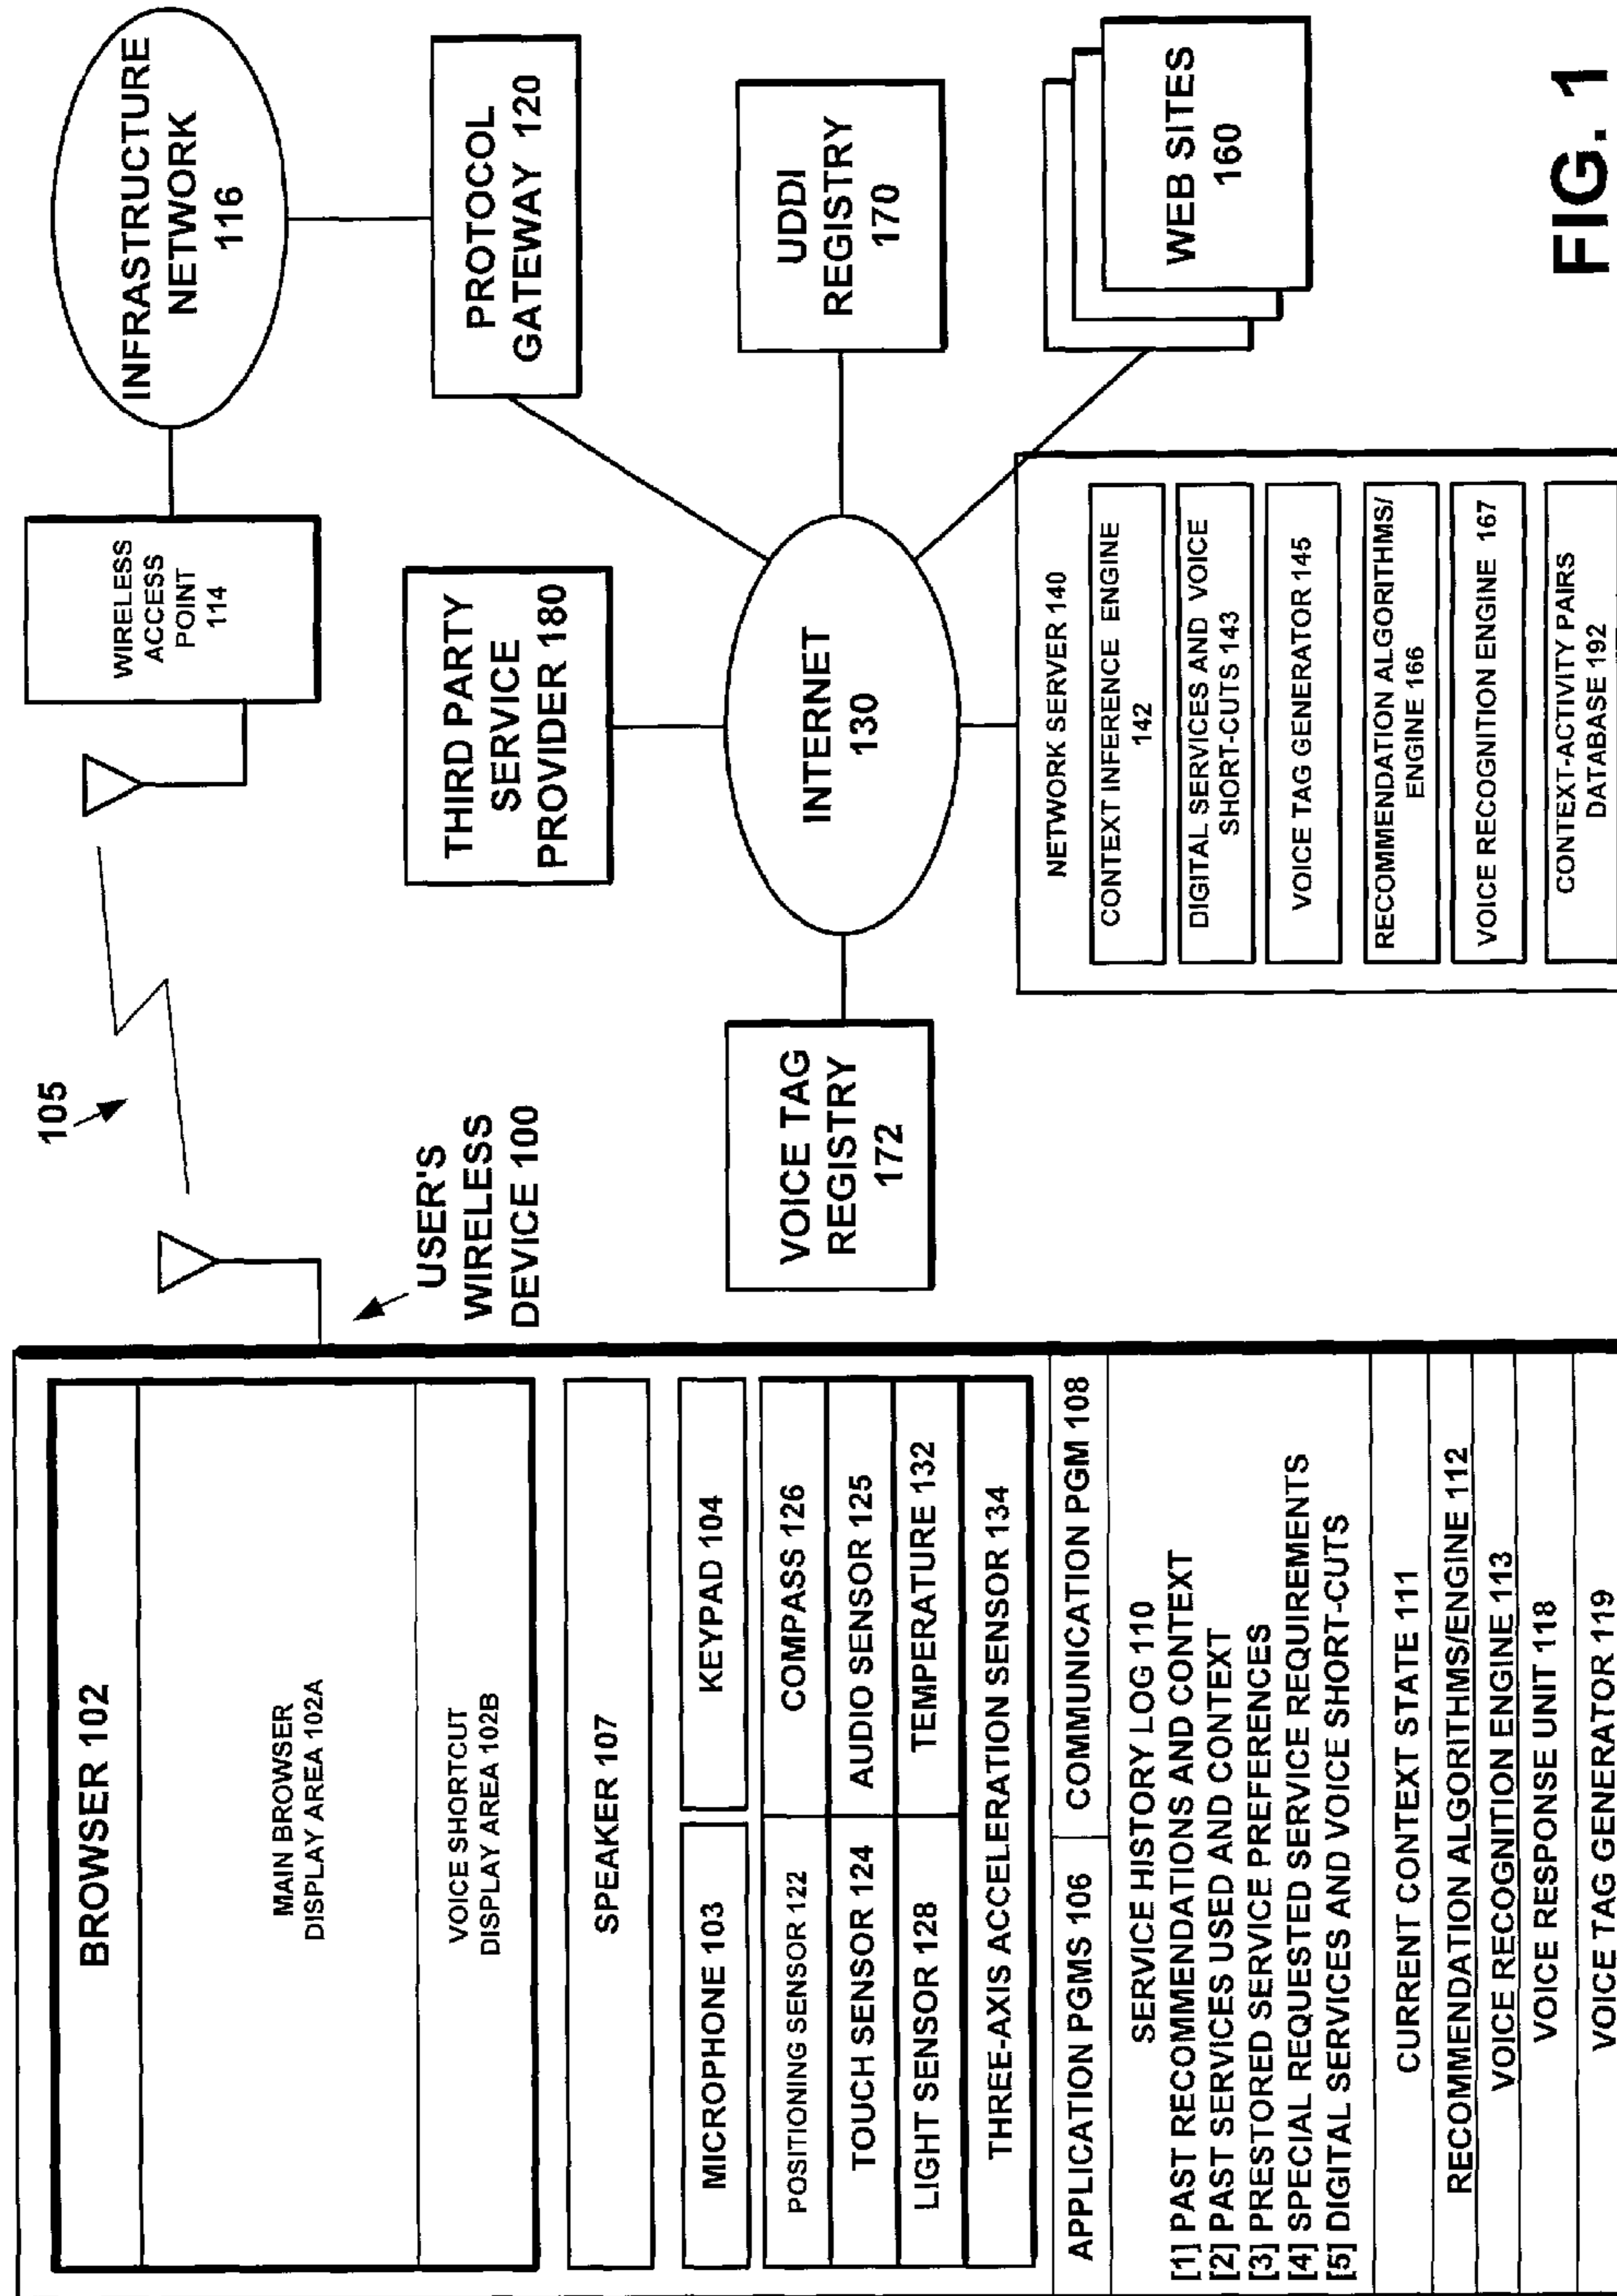 BROWSER 102
MAIN BROWSER
DISPLAY AREA 102A
VOICE SHORTCUT
DISPLAY AREA 102B
SPEAKER 107
MICROPHONE 103
KEYPAD 104
POSITIONING SENSOR 122
COMPASS 126
TOUCH SENSOR 124
AUDIO SENSOR 125
LIGHT SENSOR 128
TEMPERATURE 132
THREE-AXIS ACCELERATION SENSOR 134
APPLICATION PGMS 106
COMMUNICATION PGM 108
SERVICE HISTORY LOG 110
[1] PAST RECOMMENDATIONS AND CONTEXT
[2] PAST SERVICES USED AND CONTEXT
[3] PRESTORED SERVICE PREFERENCES
[4] SPECIAL REQUESTED SERVICE REQUIREMENTS
[5] DIGITAL SERVICES AND VOICE SHORT-CUTS
CURRENT CONTEXT STATE 111
RECOMMENDATION ALGORITHMS/ENGINE 112
VOICE RECOGNITION ENGINE 113
VOICE RESPONSE UNIT 118
VOICE TAG GENERATOR 119
105
USER'S
WIRELESS
DEVICE 100
WIRELESS
ACCESS
POINT
114
INFRASTRUCTURE
NETWORK
116
PROTOCOL
GATEWAY 120
THIRD PARTY
SERVICE
PROVIDER 180
VOICE TAG
REGISTRY
172
INTERNET
130
UDDI
REGISTRY
170
WEB SITES
160
NETWORK SERVER 140
CONTEXT INFERENCE ENGINE
142
DIGITAL SERVICES AND VOICE
SHORT-CUTS 143
VOICE TAG GENERATOR 145
RECOMMENDATION ALGORITHMS/
ENGINE 166
VOICE RECOGNITION ENGINE 167
CONTEXT-ACTIVITY PAIRS
DATABASE 192
FIG. 1